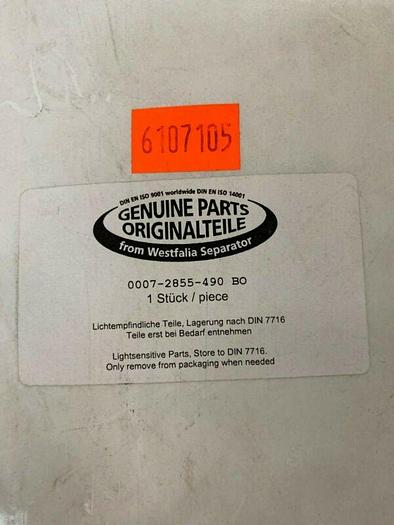 6107105
DIN EN ISO 9001 worldwide DIN EN ISO 14001
GENUINE PARTS
ORIGINALTEILE
from Westfalia Separator
0007-2855-490 BO
1 Stück / piece
Lichtempfindliche Teile, Lagerung nach DIN 7716
Teile erst bei Bedarf entnehmen
Lightsensitive Parts, Store to DIN 7716.
Only remove from packaging when needed